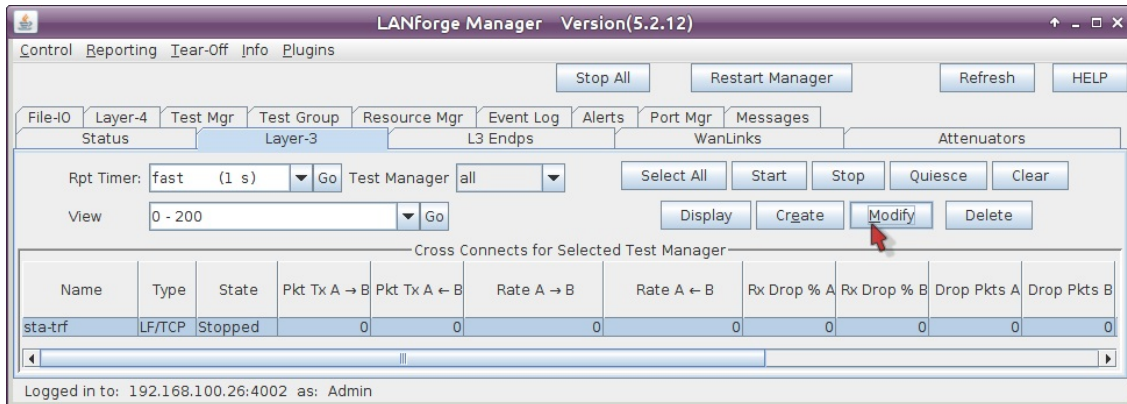 LANforge Manager Version(5.2.12)
Control Reporting Tear-Off Info Plugins
Stop All Restart Manager Refresh HELP
File-IO Layer-4 Test Mgr Test Group Resource Mgr Event Log Alerts Port Mgr Messages
Status Layer-3 L3 Endps WanLinks Attenuators
Rpt Timer: fast (1 s) Go Test Manager all Select All Start Stop Quiesce Clear
View 0 - 200 Go Display Create Modify Delete
Cross Connects for Selected Test Manager
Name Type State Pkt Tx A → B Pkt Tx A ← B Rate A → B Rate A ← B Rx Drop % A Rx Drop % B Drop Pkts A Drop Pkts B
sta-trf LF/TCP Stopped 0 0 0 0 0 0 0 0
Logged in to: 192.168.100.26:4002 as: Admin